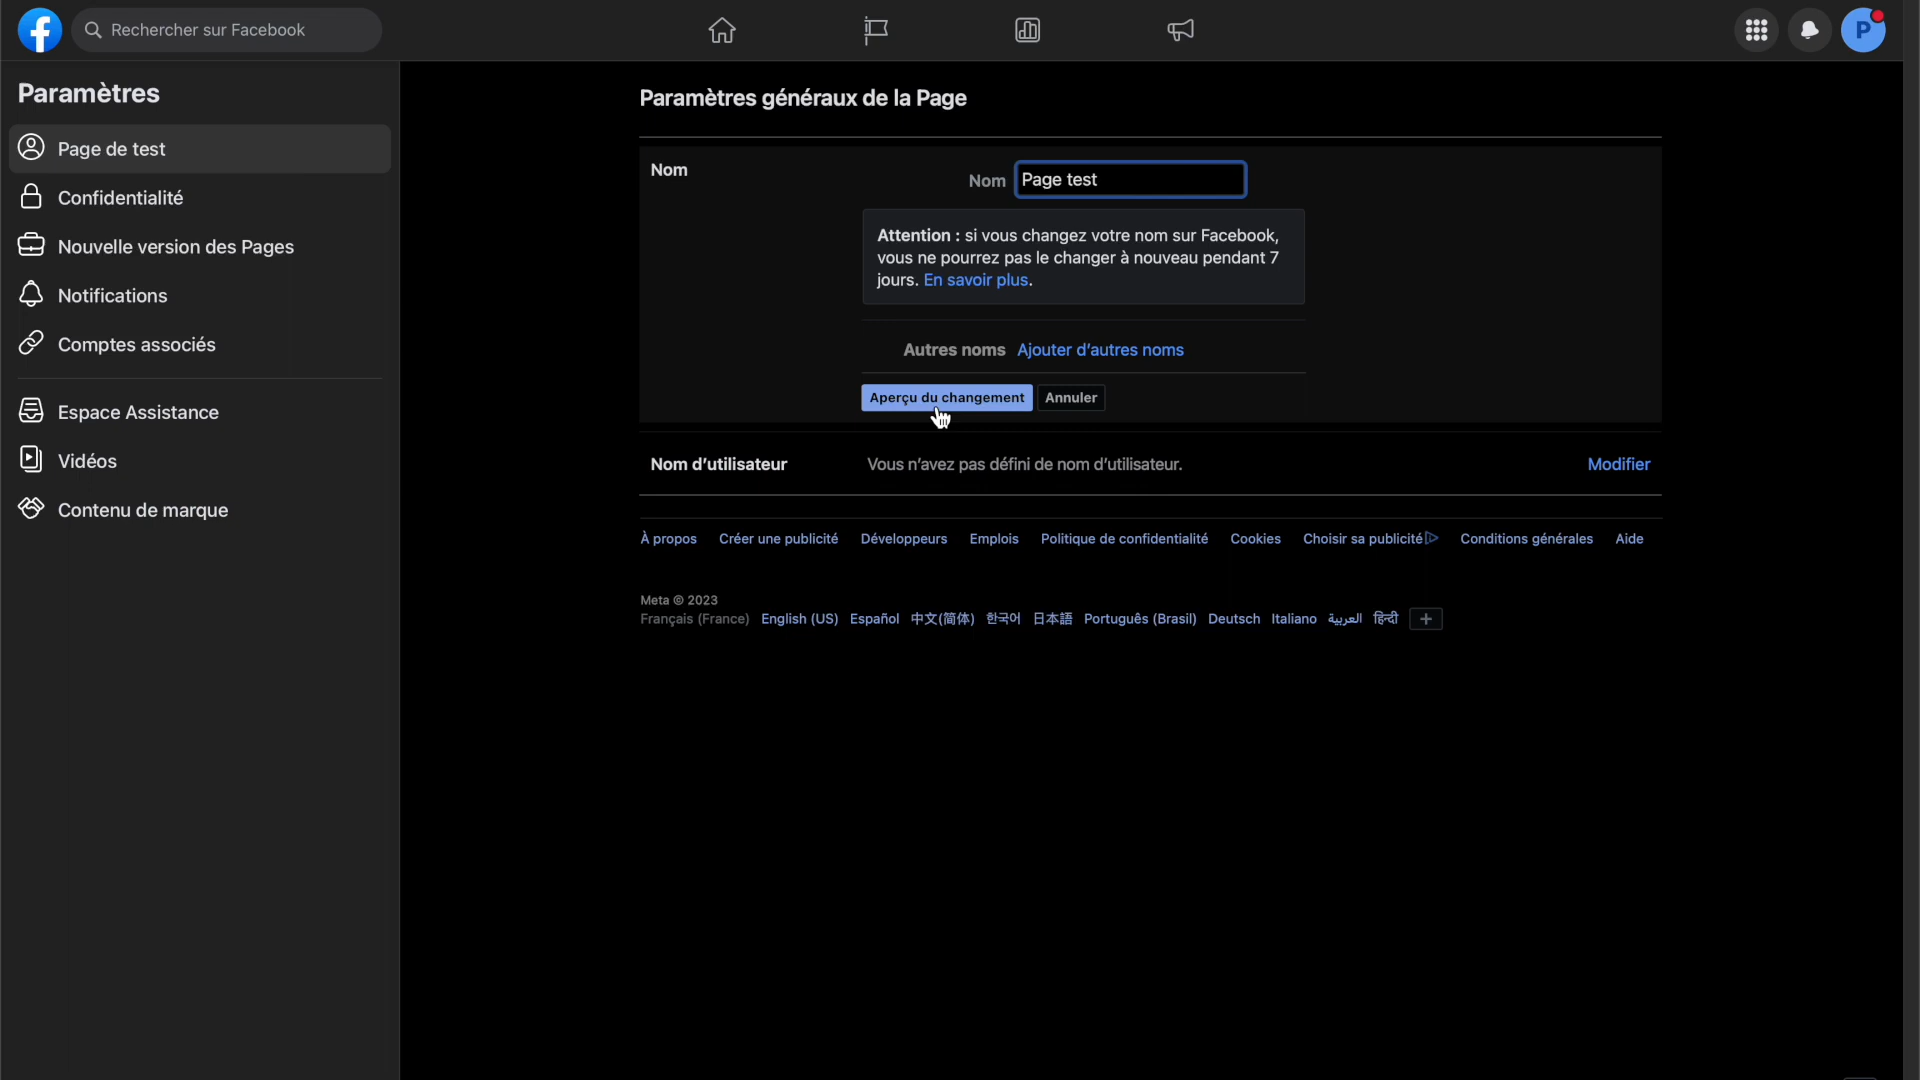 Rechercher sur Facebook
P
Paramètres
Page de test
Confidentialité
Nouvelle version des Pages
Notifications
Comptes associés
Espace Assistance
Vidéos
Contenu de marque
Paramètres généraux de la Page
Nom
Nom Page test
Attention : si vous changez votre nom sur Facebook,
vous ne pourrez pas le changer à nouveau pendant 7
jours. En savoir plus.
Autres noms Ajouter d'autres noms
Aperçu du changement Annuler
Nom d'utilisateur Vous n'avez pas défini de nom d'utilisateur. Modifier
À propos Créer une publicité Développeurs Emplois Politique de confidentialité Cookies Choisir sa publicité Conditions générales Aide
Meta © 2023
Français (France) English (US) Español 中文(简体) 한국어 日本語 Português (Brasil) Deutsch Italiano العربية हिन्दी +